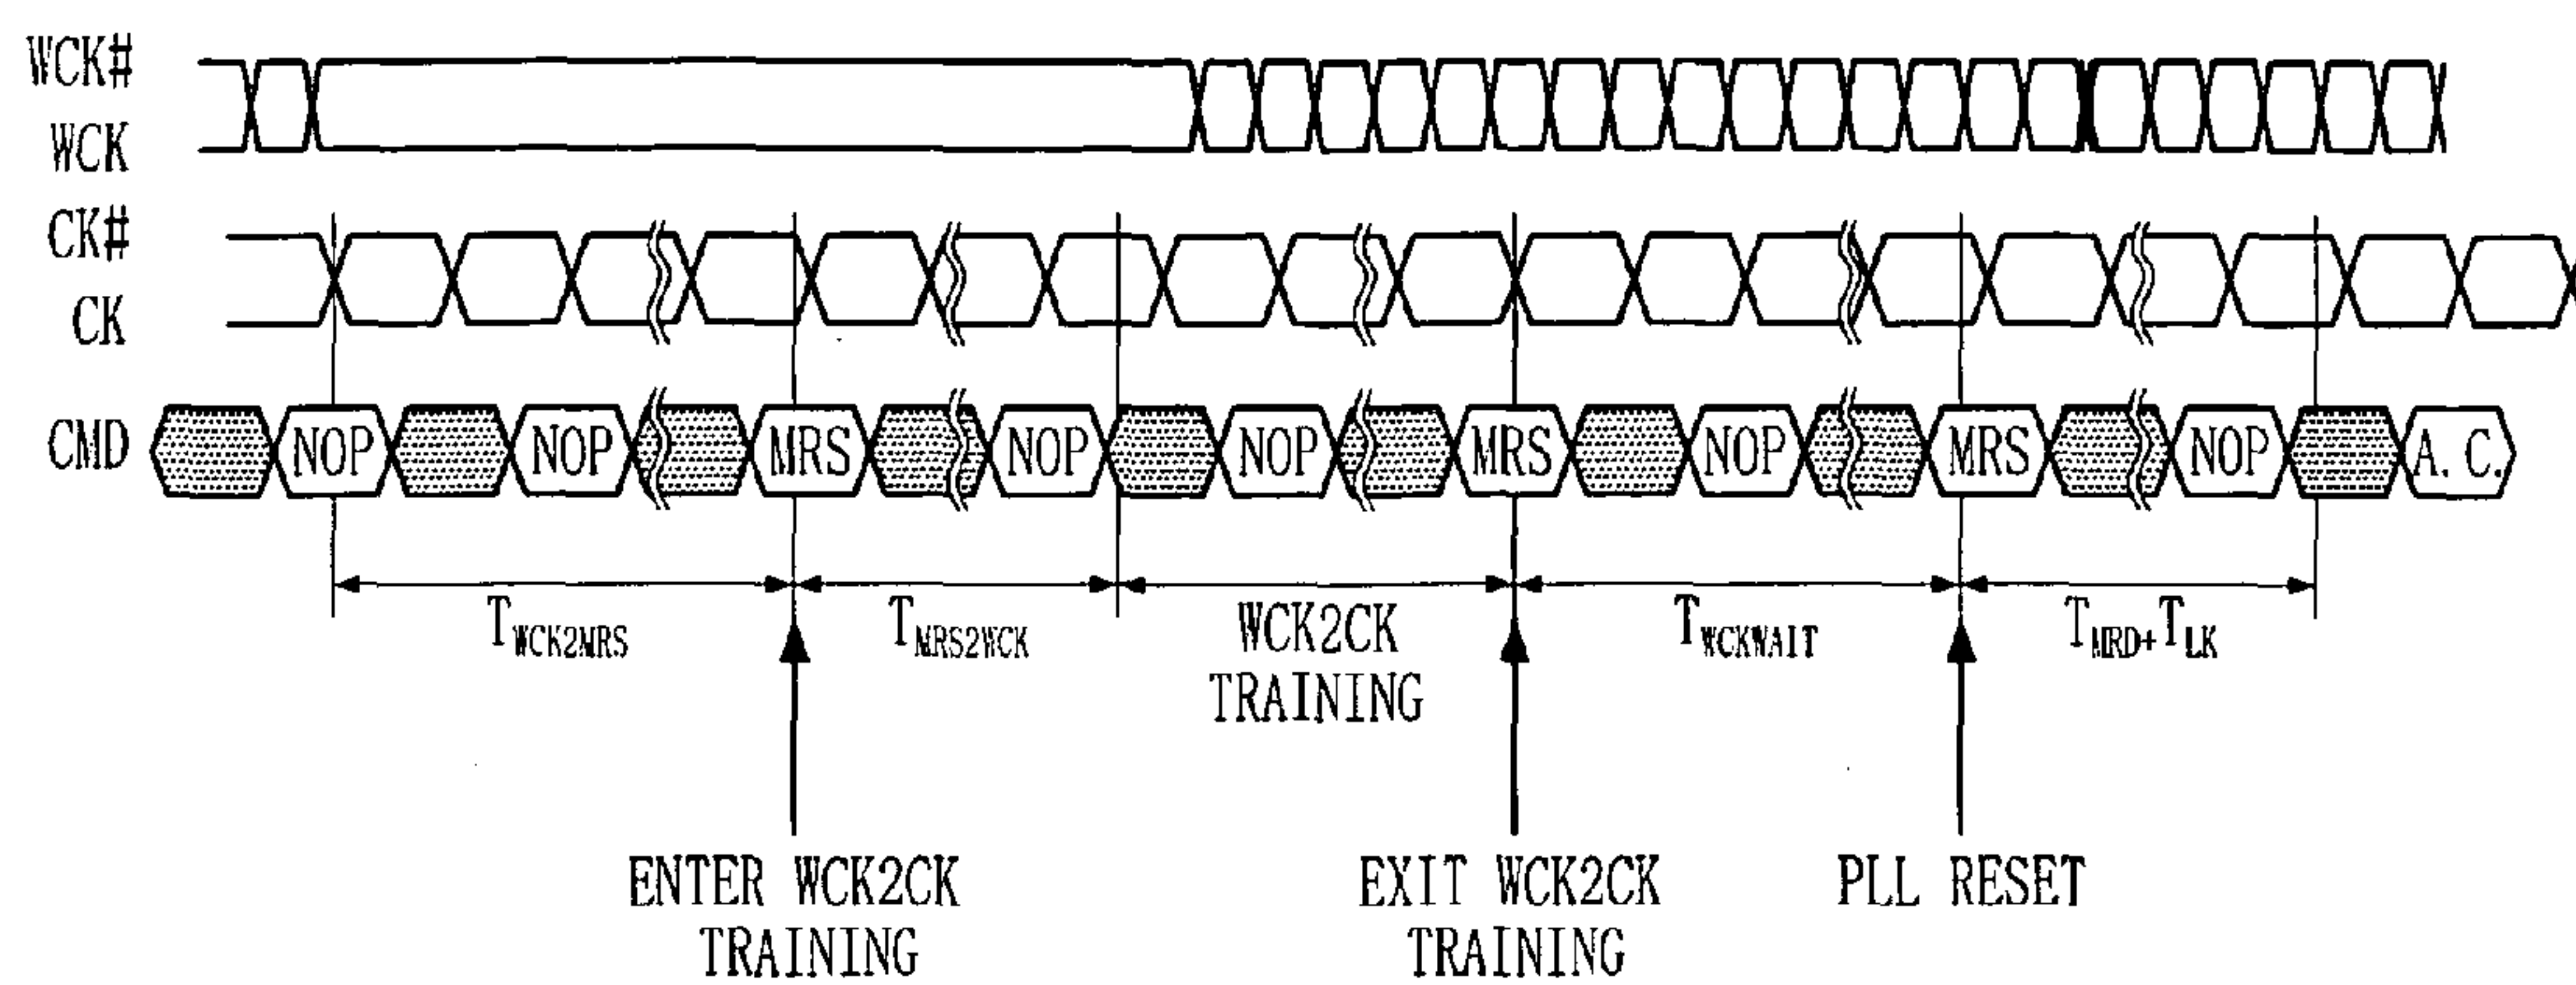 WCK#
WCK
CK#
CK
CMD NOP NOP MRS NOP NOP MRS NOP MRS NOP A. C.
TWCK2MRS TMRS2WCK WCK2CK TRAINING TWCKWAIT TMRD+TLK
ENTER WCK2CK TRAINING
EXIT WCK2CK TRAINING
PLL RESET